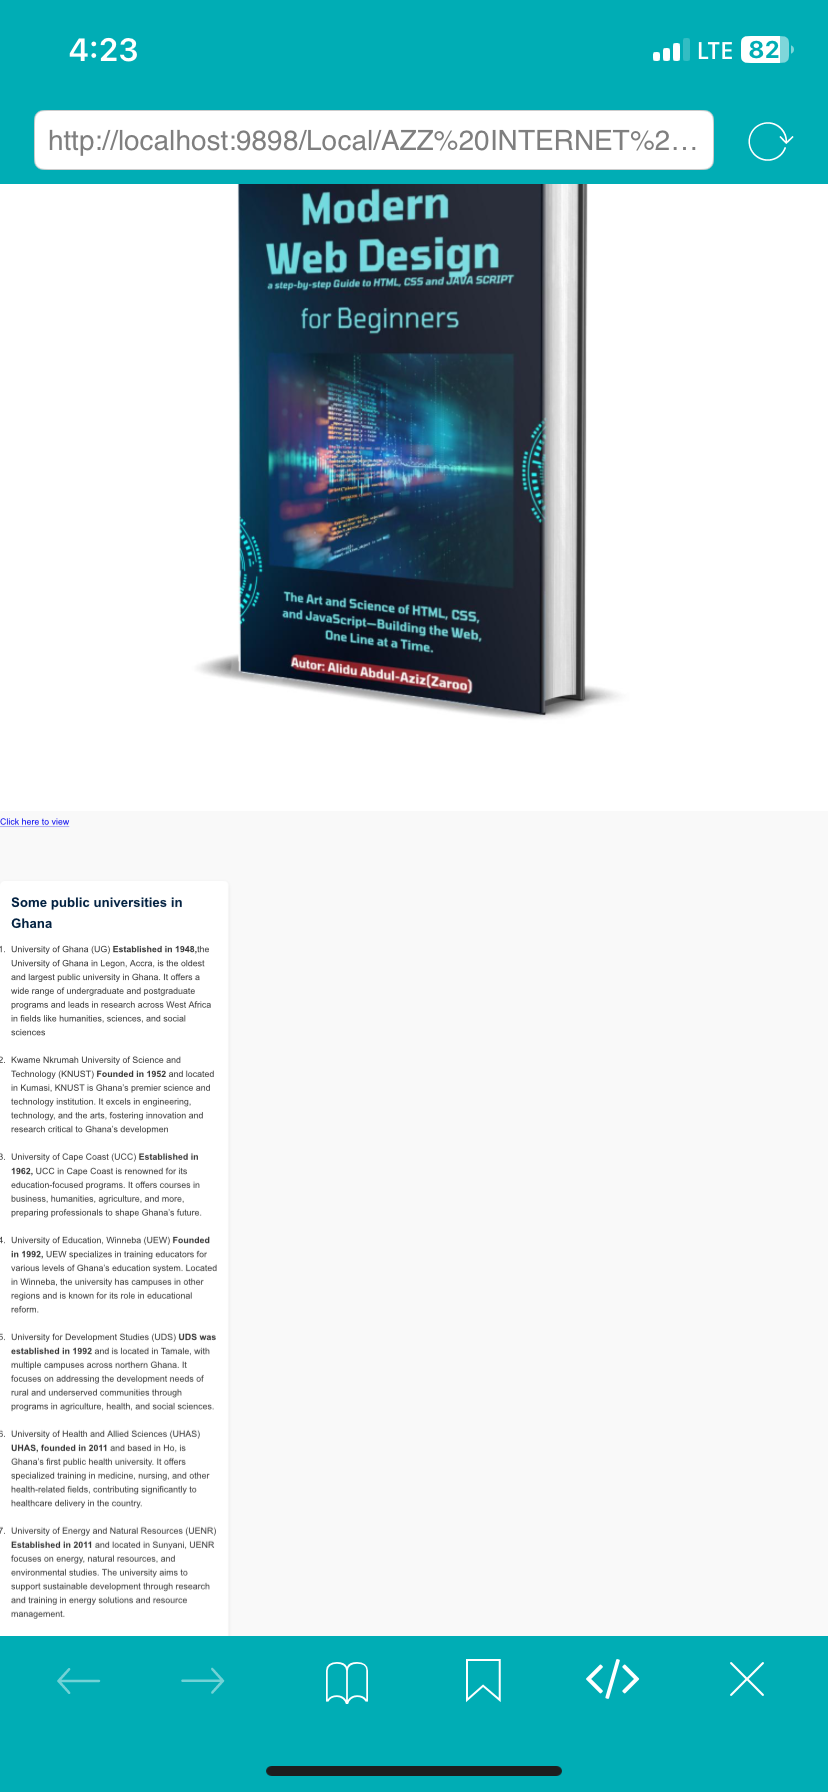 4:23
LTE 82
http://localhost:9898/Local/AZZ%20INTERNET%2...
Modern
Web Design
a step-by-step Guide to HTML, CSS and JAVA SCRIPT
for Beginners
The Art and Science of HTML, CSS,
and JavaScript—Building the Web,
One Line at a Time.
Autor: Alidu Abdul-Aziz(Zaroo)
Click here to view
Some public universities in
Ghana
1. University of Ghana (UG) Established in 1948,the
University of Ghana in Legon, Accra, is the oldest
and largest public university in Ghana. It offers a
wide range of undergraduate and postgraduate
programs and leads in research across West Africa
in fields like humanities, sciences, and social
sciences
2. Kwame Nkrumah University of Science and
Technology (KNUST) Founded in 1952 and located
in Kumasi, KNUST is Ghana's premier science and
technology institution. It excels in engineering,
technology, and the arts, fostering innovation and
research critical to Ghana's developmen
3. University of Cape Coast (UCC) Established in
1962, UCC in Cape Coast is renowned for its
education-focused programs. It offers courses in
business, humanities, agriculture, and more,
preparing professionals to shape Ghana's future.
4. University of Education, Winneba (UEW) Founded
in 1992, UEW specializes in training educators for
various levels of Ghana's education system. Located
in Winneba, the university has campuses in other
regions and is known for its role in educational
reform.
5. University for Development Studies (UDS) UDS was
established in 1992 and is located in Tamale, with
multiple campuses across northern Ghana. It
focuses on addressing the development needs of
rural and underserved communities through
programs in agriculture, health, and social sciences.
6. University of Health and Allied Sciences (UHAS)
UHAS, founded in 2011 and based in Ho, is
Ghana's first public health university. It offers
specialized training in medicine, nursing, and other
health-related fields, contributing significantly to
healthcare delivery in the country.
7. University of Energy and Natural Resources (UENR)
Established in 2011 and located in Sunyani, UENR
focuses on energy, natural resources, and
environmental studies. The university aims to
support sustainable development through research
and training in energy solutions and resource
management.